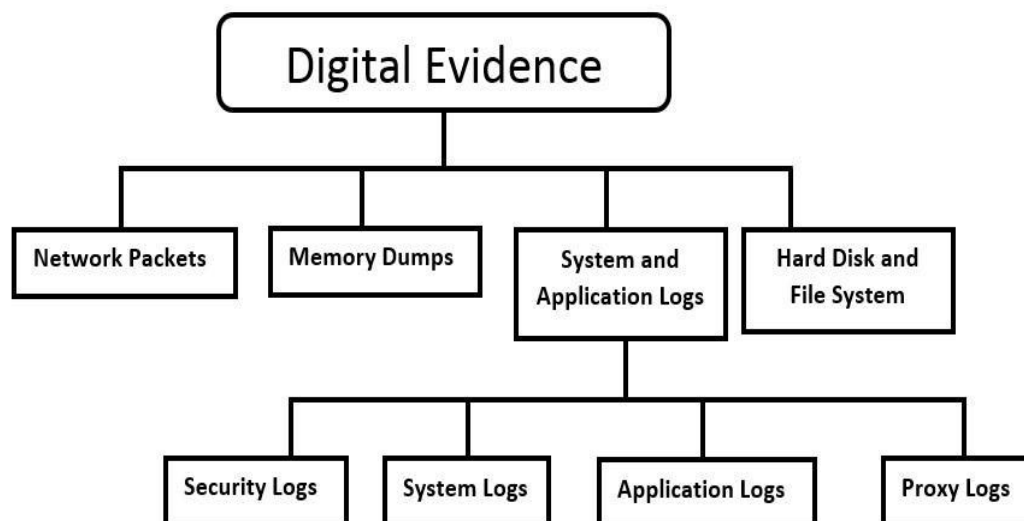 Digital Evidence
Network Packets
Memory Dumps
System and
Application Logs
Hard Disk and
File System
Security Logs
System Logs
Application Logs
Proxy Logs